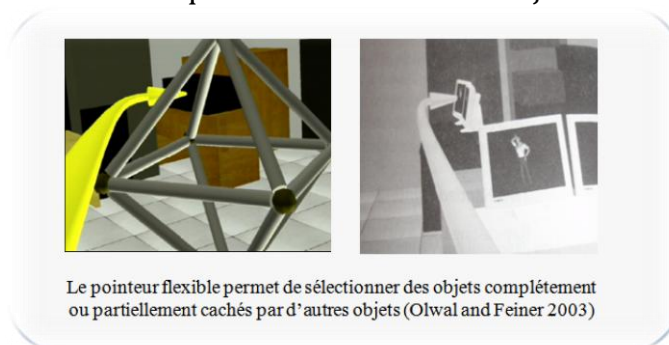 Le pointeur flexible permet de sélectionner des objets complétement
ou partiellement cachés par d'autres objets (Olwal and Feiner 2003)